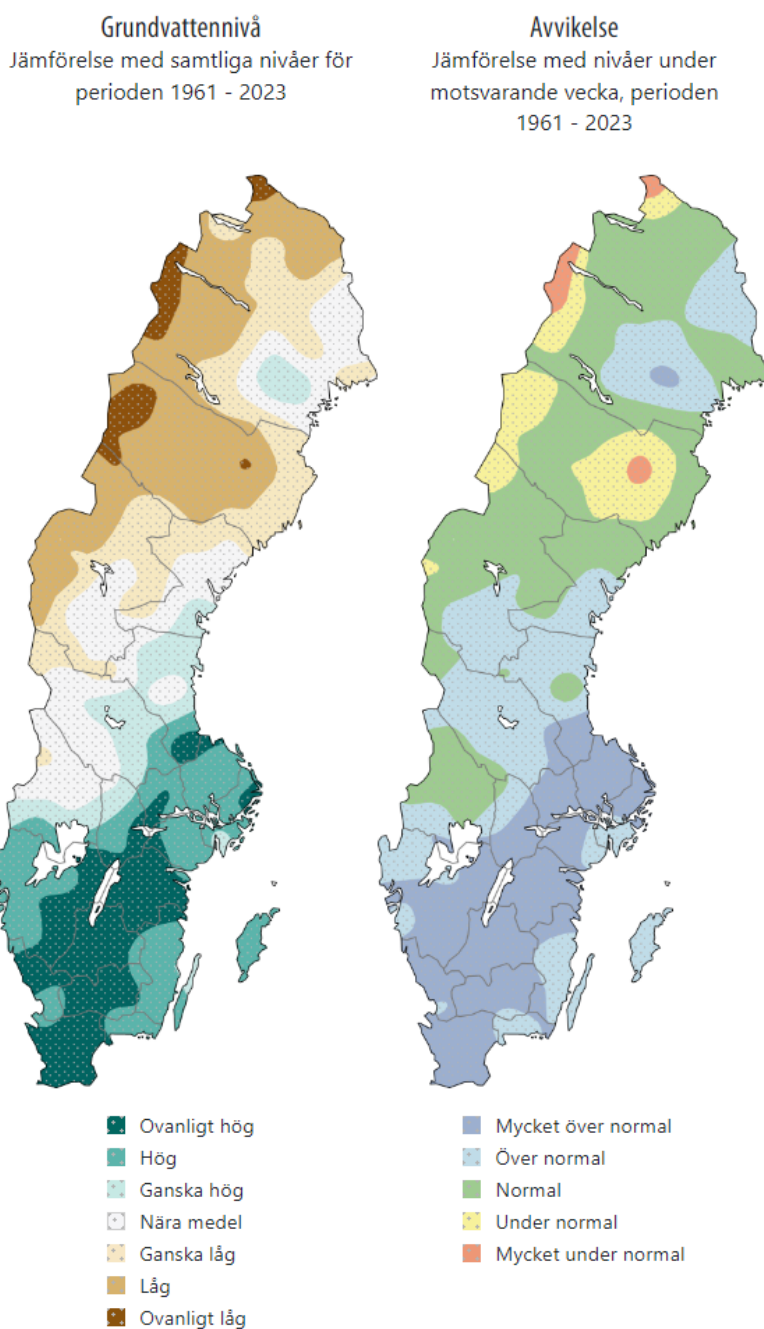 Grundvattennivå
Jämförelse med samtliga nivåer för
perioden 1961 - 2023
Avvikelse
Jämförelse med nivåer under
motsvarande vecka, perioden
1961 - 2023
Ovanligt hög
Hög
Ganska hög
Nära medel
Ganska låg
Låg
Ovanligt låg
Mycket över normal
Över normal
Normal
Under normal
Mycket under normal